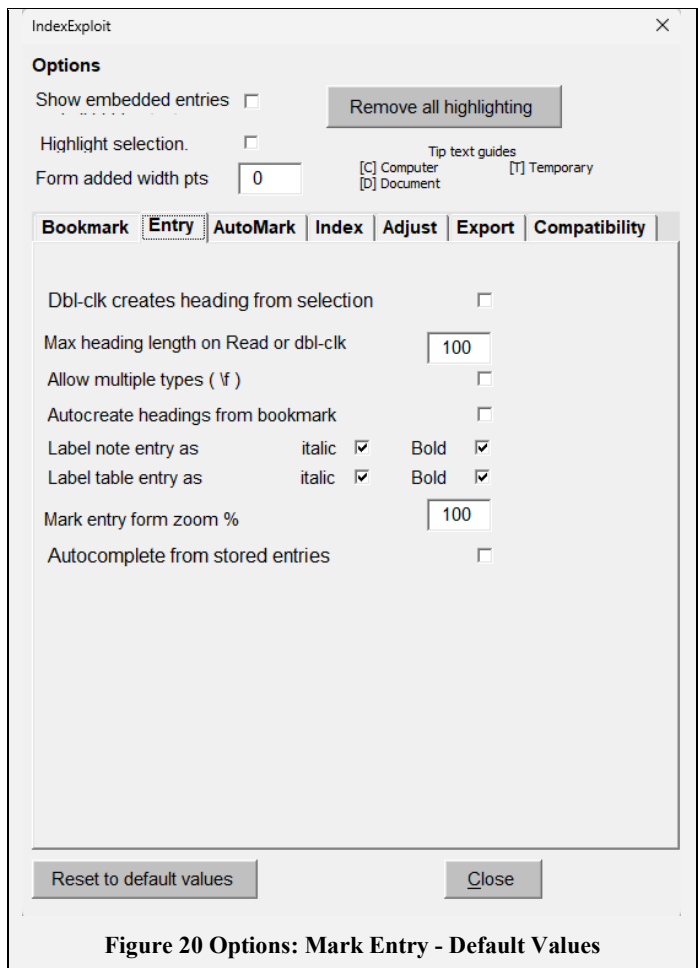 IndexExploit
Options
Show embedded entries
Remove all highlighting
Highlight selection.
Tip text guides
[C] Computer [T] Temporary
[D] Document
Form added width pts 0
Bookmark Entry AutoMark Index Adjust Export Compatibility
Dbl-clk creates heading from selection
Max heading length on Read or dbl-clk 100
Allow multiple types ( \f )
Autocreate headings from bookmark
Label note entry as italic Bold
Label table entry as italic Bold
Mark entry form zoom % 100
Autocomplete from stored entries
Reset to default values Close
Figure 20 Options: Mark Entry - Default Values